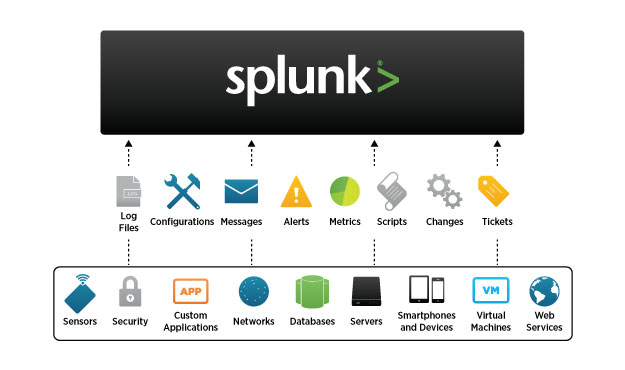 splunk>
LOG
Log
Files
Configurations
Messages
Alerts
Metrics
Scripts
Changes
Tickets
Sensors
Security
APP
Custom
Applications
Networks
Databases
Servers
Smartphones
and Devices
VM
Virtual
Machines
Web
Services